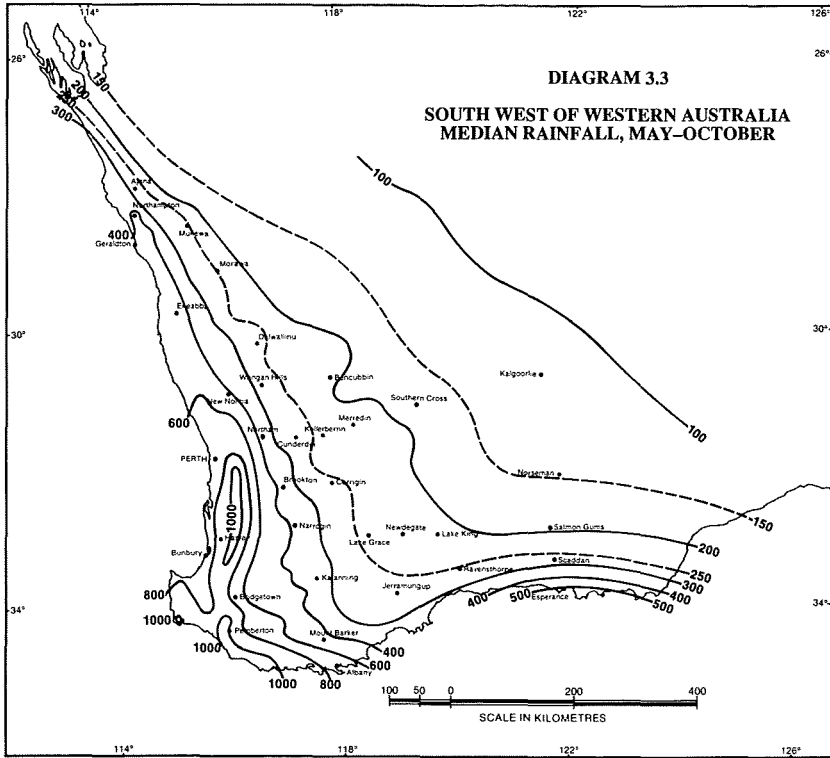 114°
118°
122°
126°
26°
26°
DIAGRAM 3.3
SOUTH WEST OF WESTERN AUSTRALIA
MEDIAN RAINFALL, MAY–OCTOBER
150
200
250
300
100
Ajana
Northampton
400
Mullewa
Geraldton
Morawa
Eneabba
30°
30°
Dalwallinu
Kalgoorlie
Wongan Hills
Bencubbin
New Norcia
Southern Cross
600
Merredin
Northam
Kellerberrin
Cunderdin
100
PERTH
Norseman
Brookton
Corrigin
1000
150
Narrogin
Newdegate
Lake King
Salmon Gums
Harvey
Lake Grace
200
Bunbury
Scaddan
Ravensthorpe
250
Katanning
300
800
Bridgetown
Jerramungup
400
400
500
Esperance
500
34°
34°
1000
Pemberton
Mount Barker
1000
400
600
Albany
800
1000
100
50
0
200
400
SCALE IN KILOMETRES
114°
118°
122°
126°